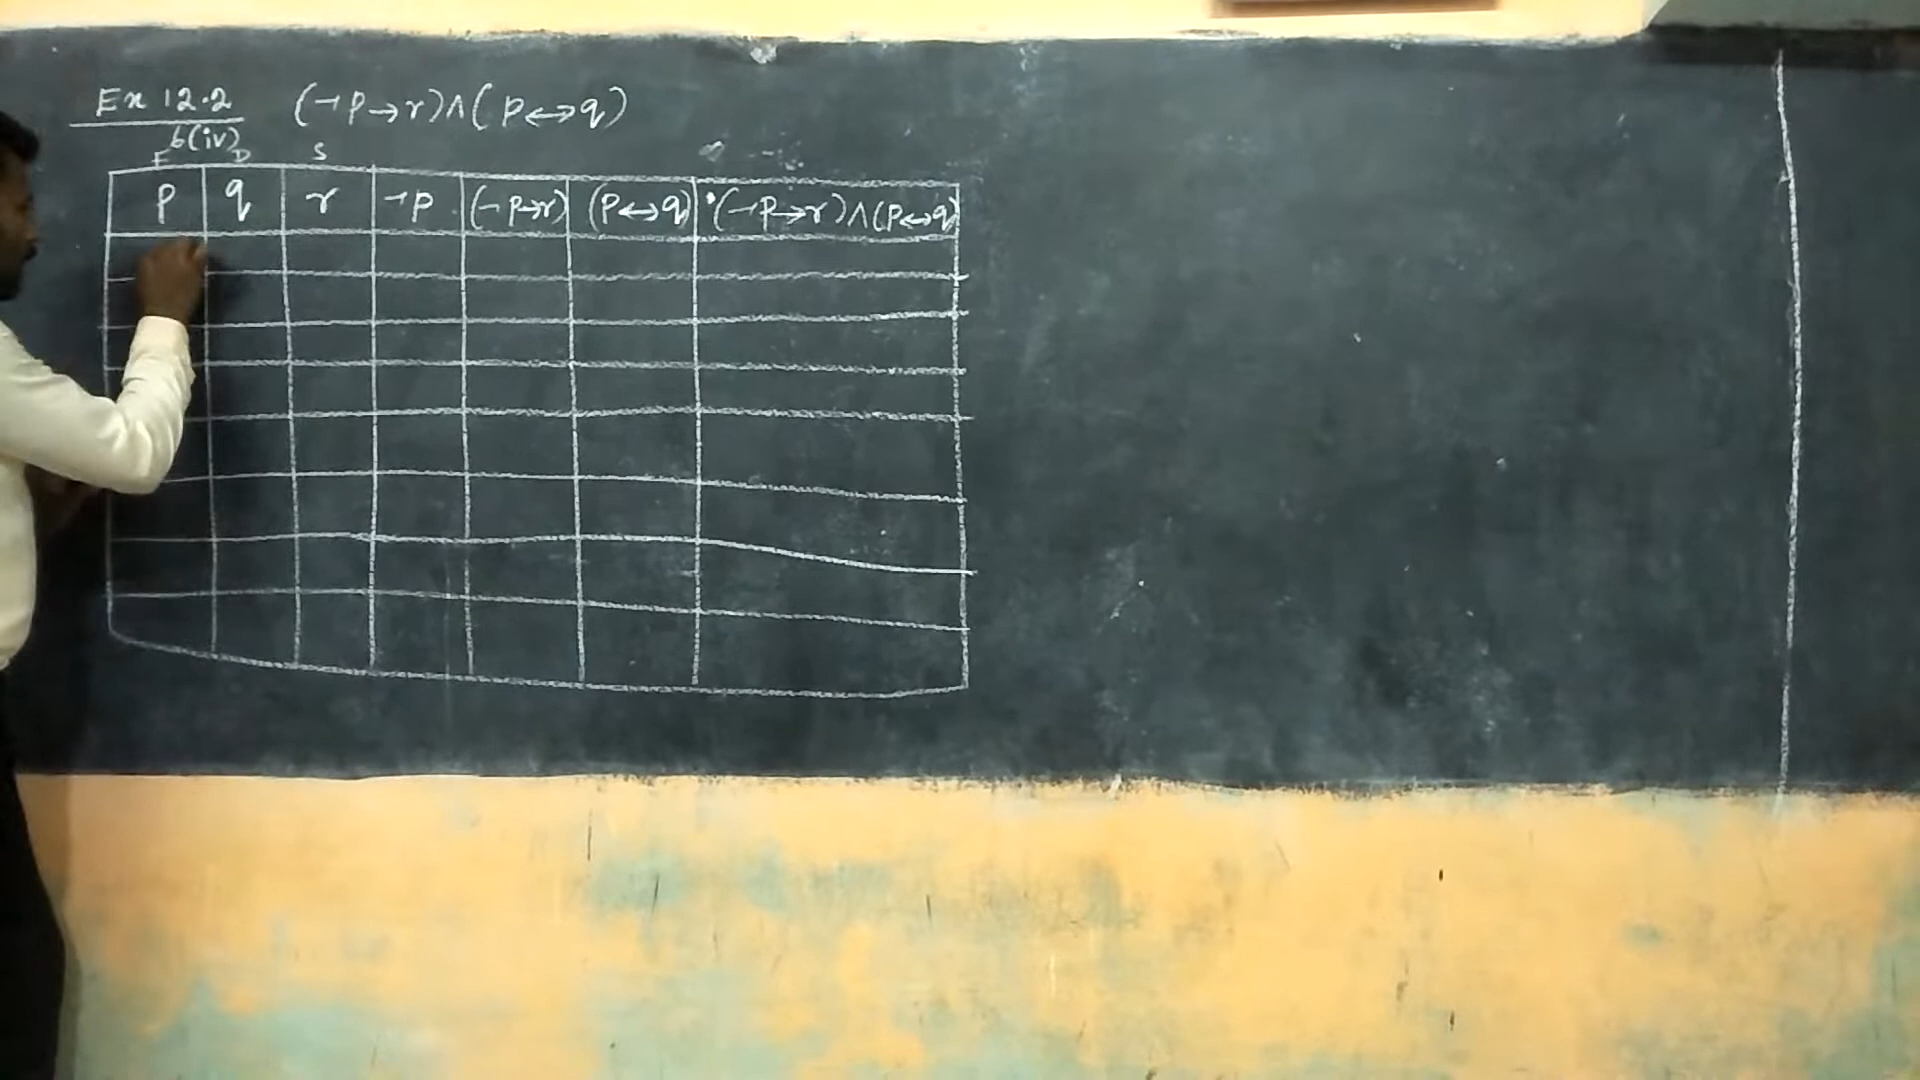 Ex 12.2 (¬p→r)∧(p↔q)
6(iv)
F D S
p q r ¬p (¬p→r) (p↔q) (¬p→r)∧(p↔q)